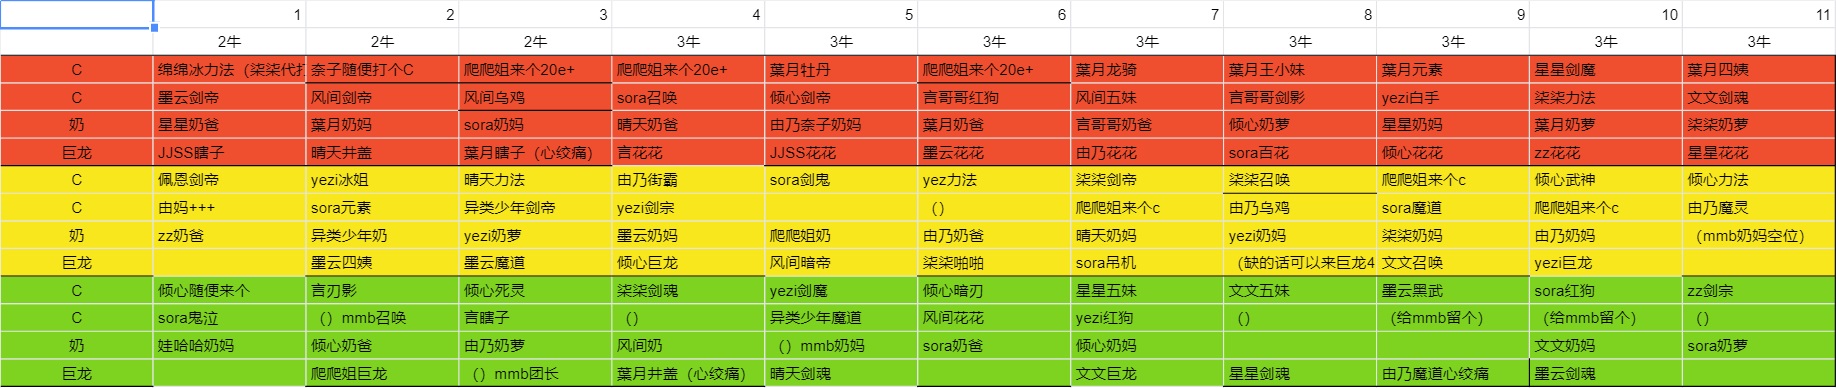 1 2 3 4 5 6 7 8 9 10 11
2牛 2牛 2牛 3牛 3牛 3牛 3牛 3牛 3牛 3牛 3牛
C 绵绵冰力法（柒柒代打 奈子随便打个C 爬爬姐来个20e+ 爬爬姐来个20e+ 葉月牡丹 爬爬姐来个20e+ 葉月龙骑 葉月王小妹 葉月元素 星星剑魔 葉月四姨
C 墨云剑帝 风间剑帝 风间乌鸡 sora召唤 倾心剑帝 言哥哥红狗 风间五妹 言哥哥剑影 yezi白手 柒柒力法 文文剑魂
奶 星星奶爸 葉月奶妈 sora奶妈 晴天奶爸 由乃奈子奶妈 葉月奶爸 言哥哥奶爸 倾心奶萝 星星奶妈 葉月奶萝 柒柒奶萝
巨龙 JJSS瞎子 晴天井盖 葉月瞎子（心绞痛） 言花花 JJSS花花 墨云花花 由乃花花 sora百花 倾心花花 zz花花 星星花花
C 佩恩剑帝 yezi冰姐 晴天力法 由乃街霸 sora剑鬼 yez力法 柒柒剑帝 柒柒召唤 爬爬姐来个c 倾心武神 倾心力法
C 由妈+++ sora元素 异类少年剑帝 yezi剑宗 （） 爬爬姐来个c 由乃乌鸡 sora魔道 爬爬姐来个c 由乃魔灵
奶 zz奶爸 异类少年奶 yezi奶萝 墨云奶妈 爬爬姐奶 由乃奶爸 晴天奶妈 yezi奶妈 柒柒奶妈 由乃奶妈 （mmb奶妈空位）
巨龙 墨云四姨 墨云魔道 倾心巨龙 风间暗帝 柒柒啪啪 sora吊机 （缺的话可以来巨龙4 文文召唤 yezi巨龙
C 倾心随便来个 言刃影 倾心死灵 柒柒剑魂 yezi剑魔 倾心暗刃 星星五妹 文文五妹 墨云黑武 sora红狗 zz剑宗
C sora鬼泣 （）mmb召唤 言瞎子 （） 异类少年魔道 风间花花 yezi红狗 （） （给mmb留个） （给mmb留个） （）
奶 娃哈哈奶妈 倾心奶爸 由乃奶萝 风间奶 （）mmb奶妈 sora奶爸 倾心奶妈 文文奶妈 sora奶萝
巨龙 爬爬姐巨龙 （）mmb团长 葉月井盖（心绞痛） 晴天剑魂 文文巨龙 星星剑魂 由乃魔道心绞痛 墨云剑魂